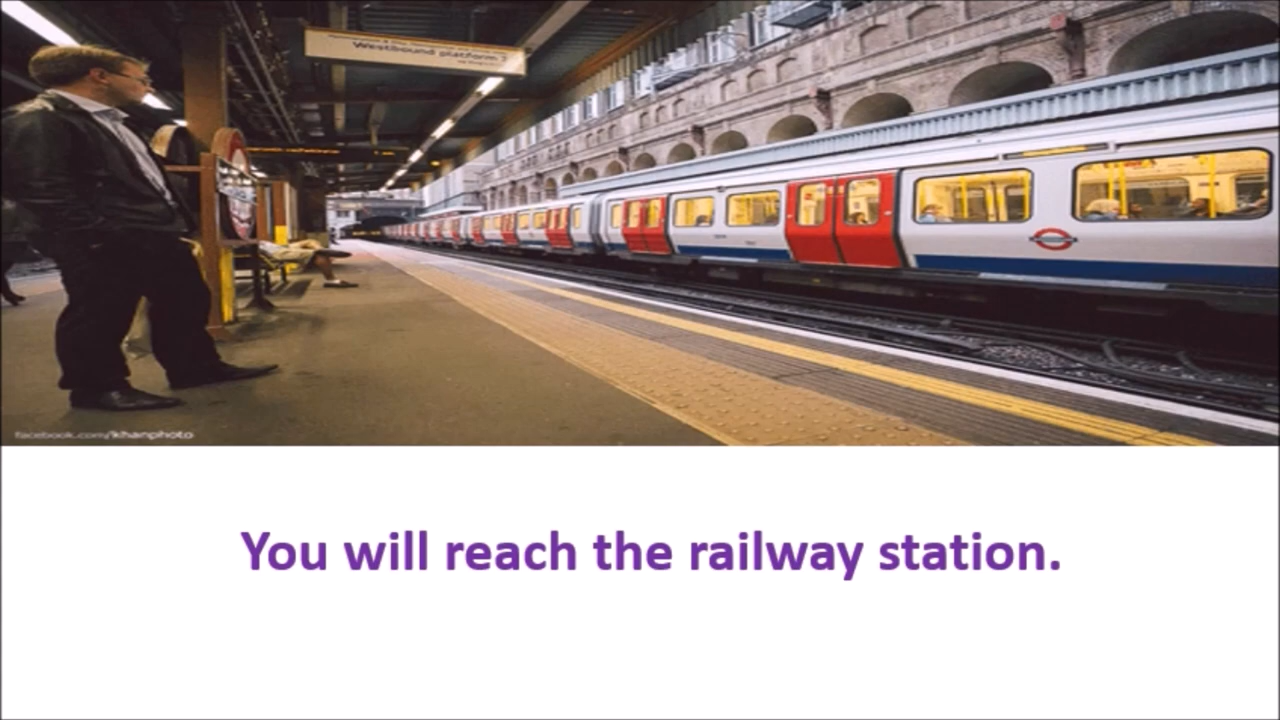 Westbound platform
facebook.com/khanphoto
You will reach the railway station.